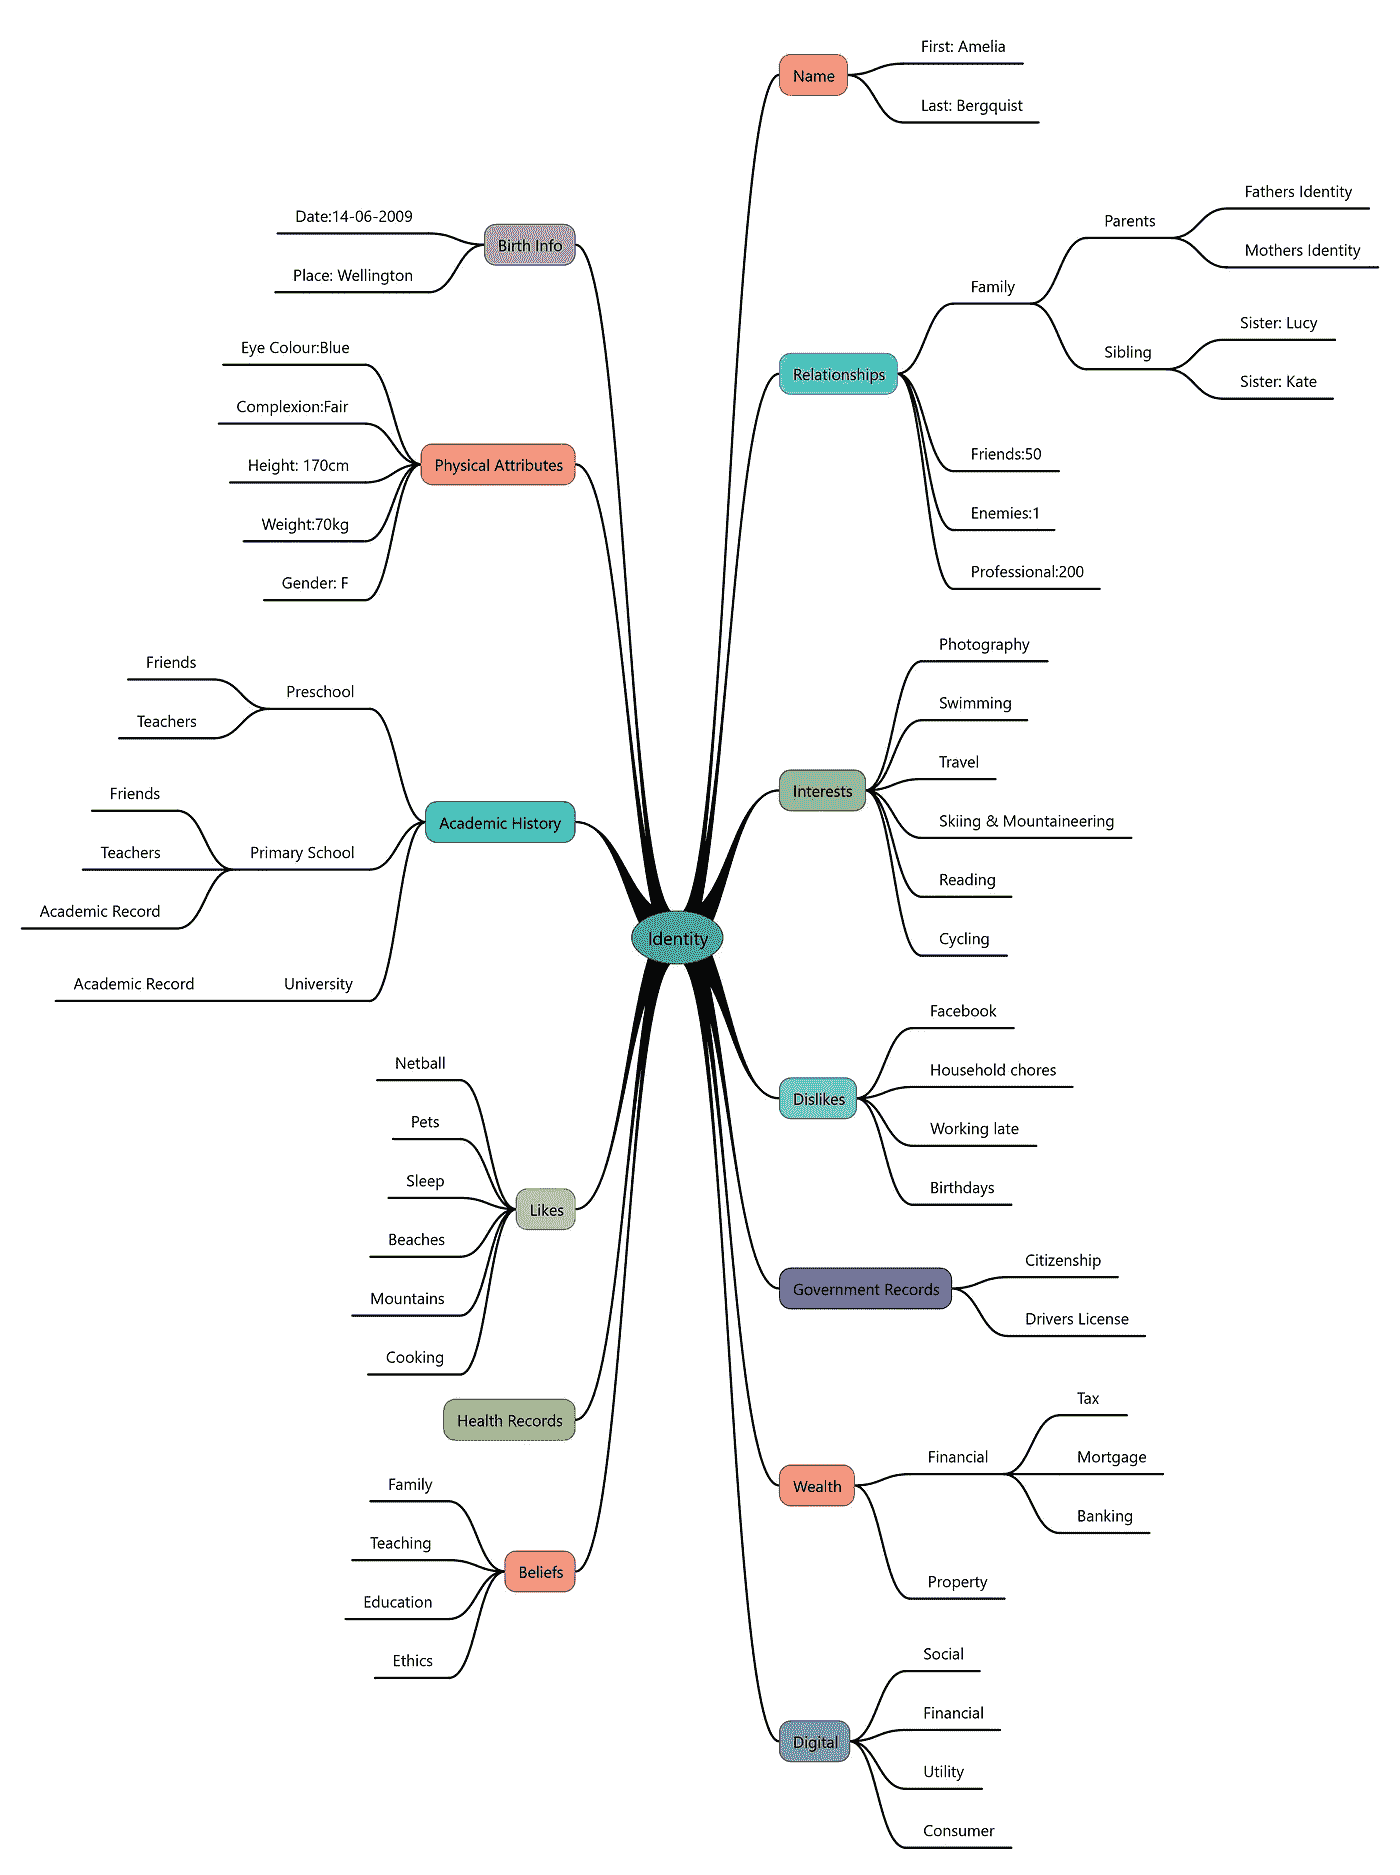 Identity
Name
First: Amelia
Last: Bergquist
Relationships
Family
Parents
Fathers Identity
Mothers Identity
Sibling
Sister: Lucy
Sister: Kate
Friends:50
Enemies:1
Professional:200
Interests
Photography
Swimming
Travel
Skiing & Mountaineering
Reading
Cycling
Dislikes
Facebook
Household chores
Working late
Birthdays
Government Records
Citizenship
Drivers License
Wealth
Financial
Tax
Mortgage
Banking
Property
Digital
Social
Financial
Utility
Consumer
Birth Info
Date:14-06-2009
Place: Wellington
Physical Attributes
Eye Colour:Blue
Complexion:Fair
Height: 170cm
Weight:70kg
Gender: F
Academic History
Preschool
Friends
Teachers
Primary School
Friends
Teachers
Academic Record
University
Academic Record
Likes
Netball
Pets
Sleep
Beaches
Mountains
Cooking
Health Records
Beliefs
Family
Teaching
Education
Ethics